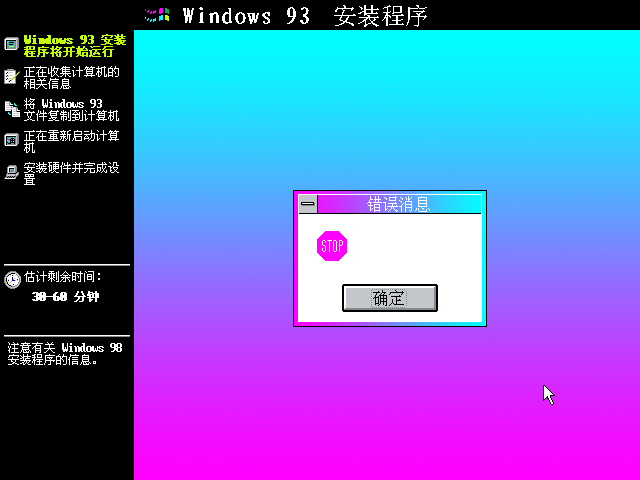 Windows 93 安装程序
Windows 93 安装
程序将开始运行
正在收集计算机的
相关信息
将 Windows 93
文件复制到计算机
正在重新启动计算
机
安装硬件并完成设
置
估计剩余时间:
30-60 分钟
注意有关 Windows 98
安装程序的信息。
错误消息
STOP
确定